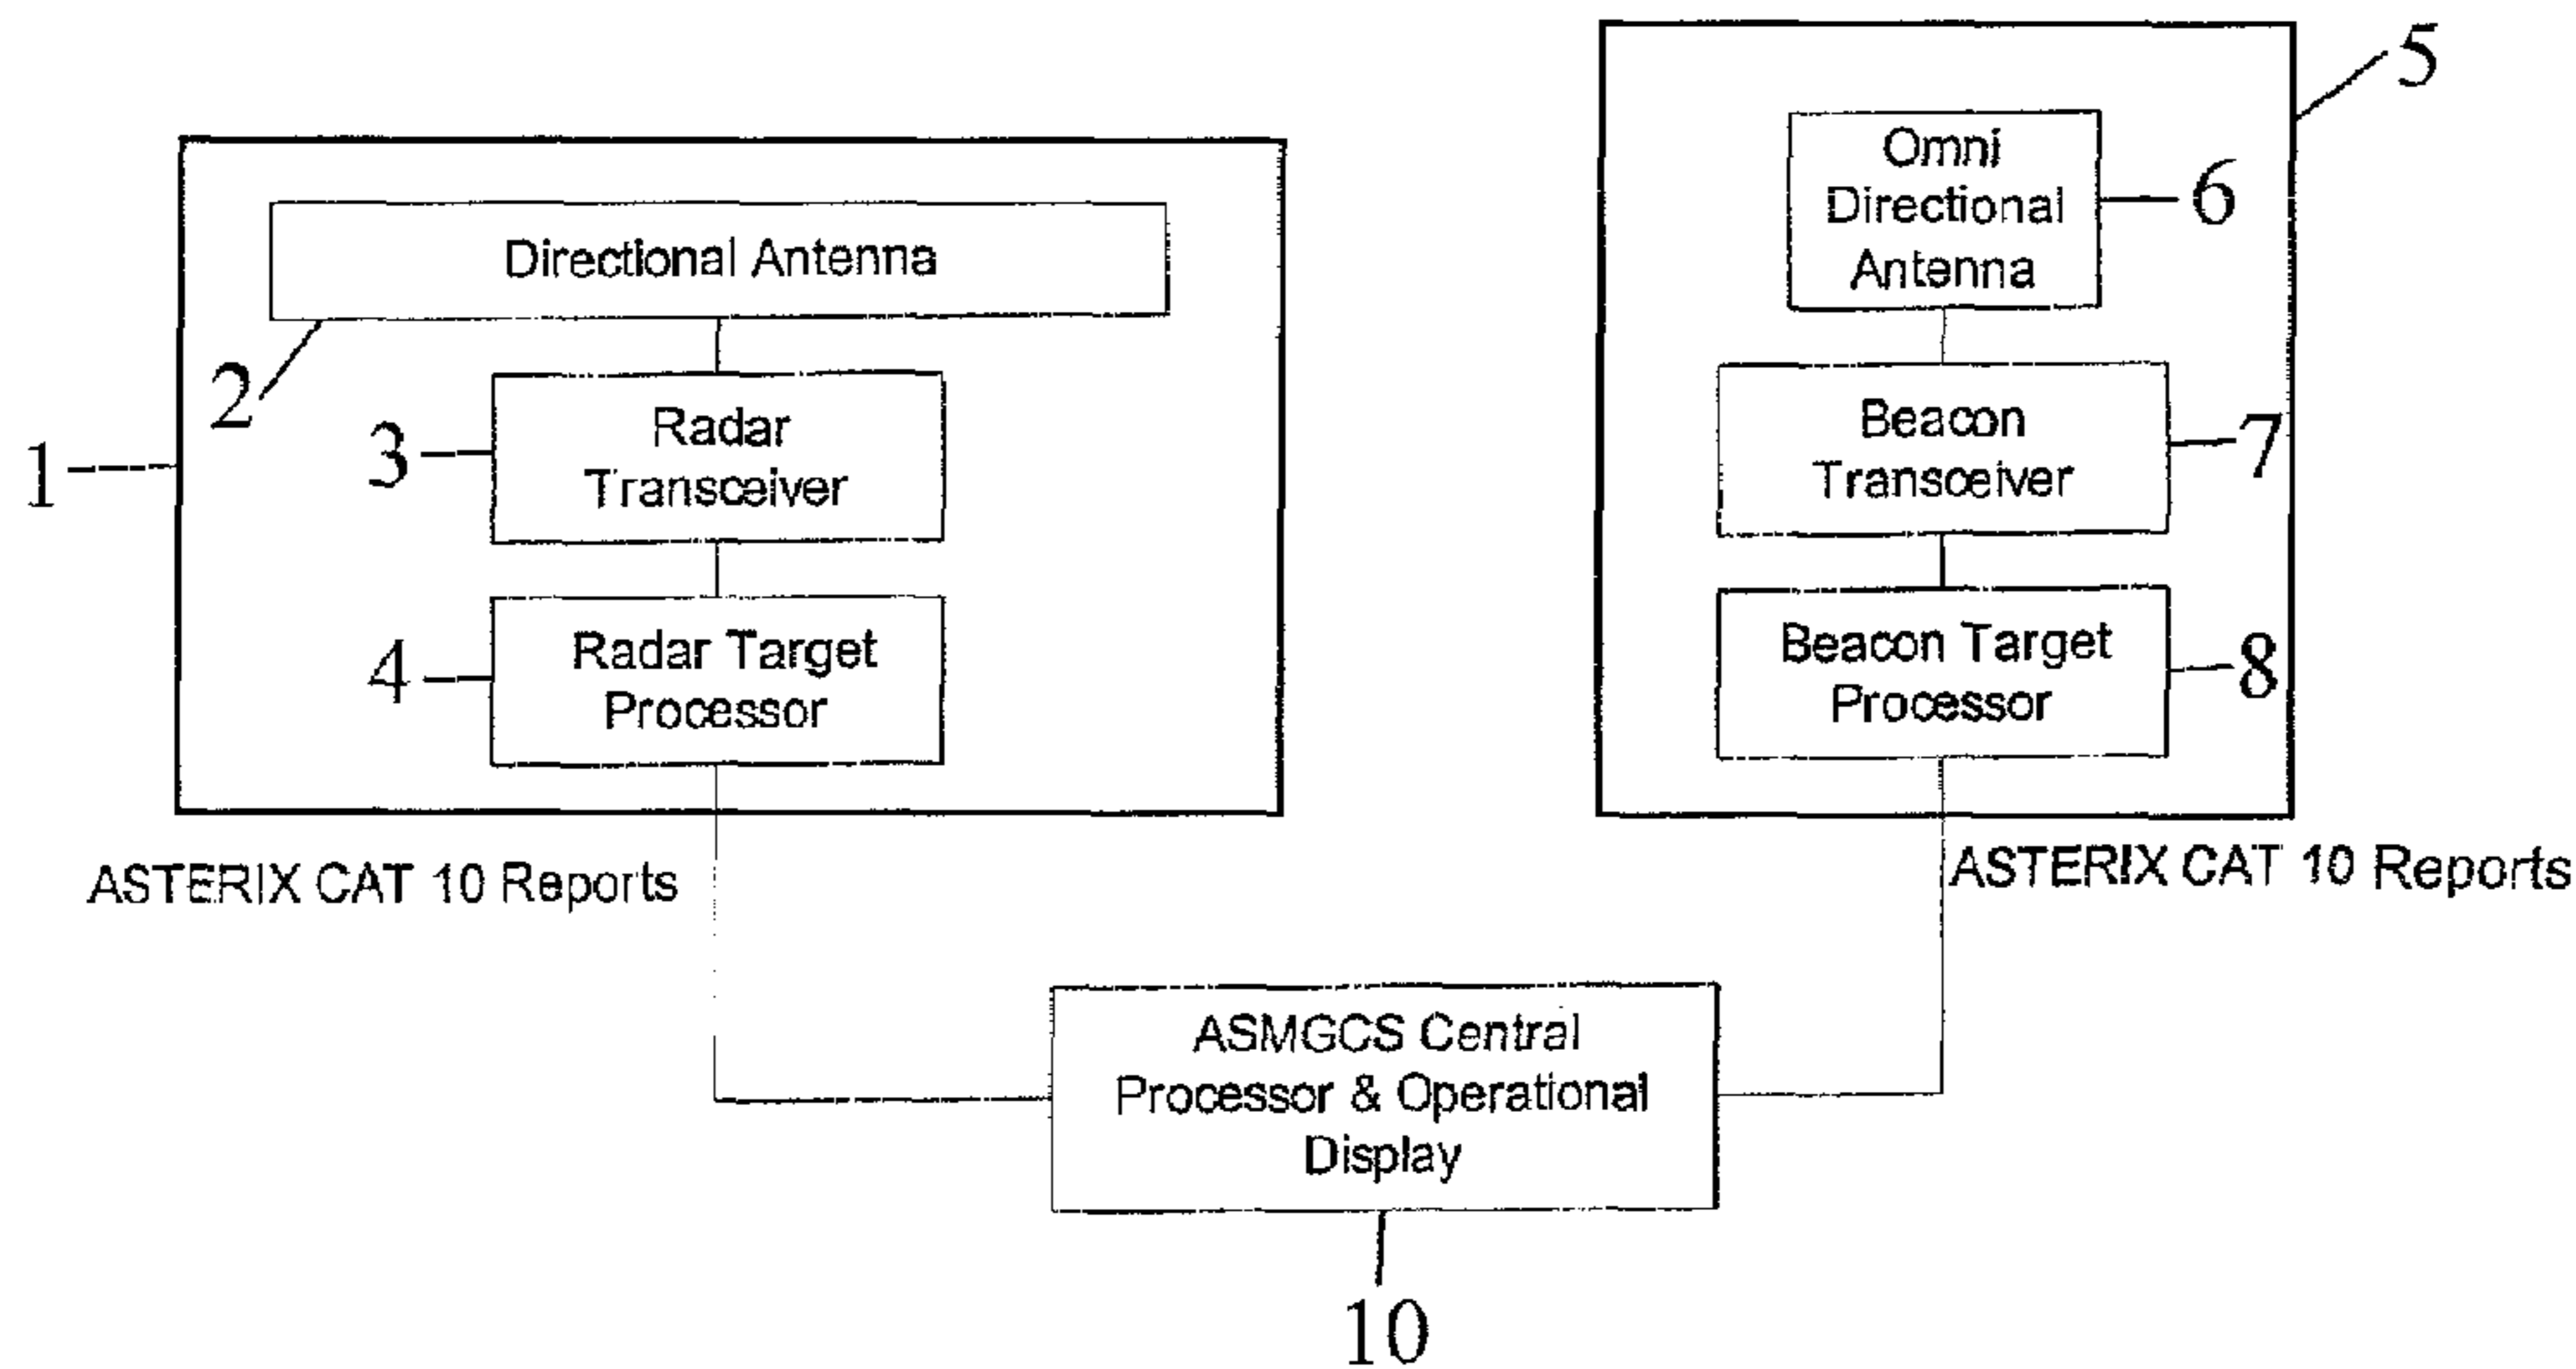 Directional Antenna
2
1
3
Radar
Transceiver
4
Radar Target
Processor
ASTERIX CAT 10 Reports
5
Omni
Directional
Antenna
6
Beacon
Transceiver
7
Beacon Target
Processor
8
ASTERIX CAT 10 Reports
ASMGCS Central
Processor & Operational
Display
10